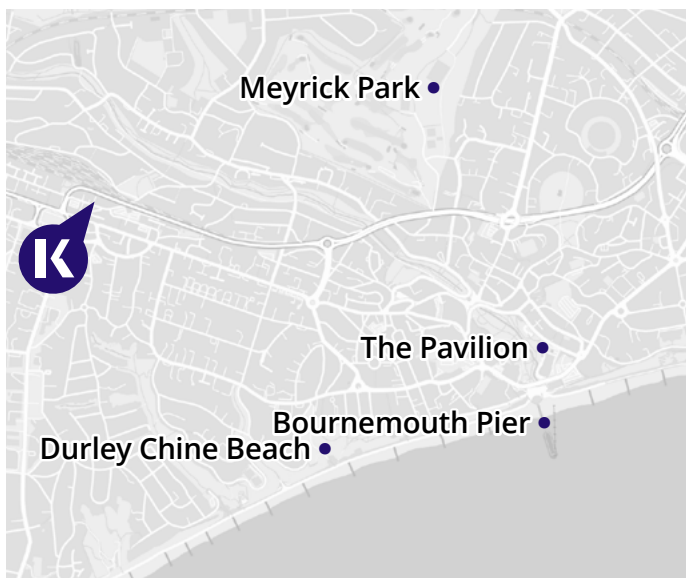 Meyrick Park
K
The Pavilion
Bournemouth Pier
Durley Chine Beach